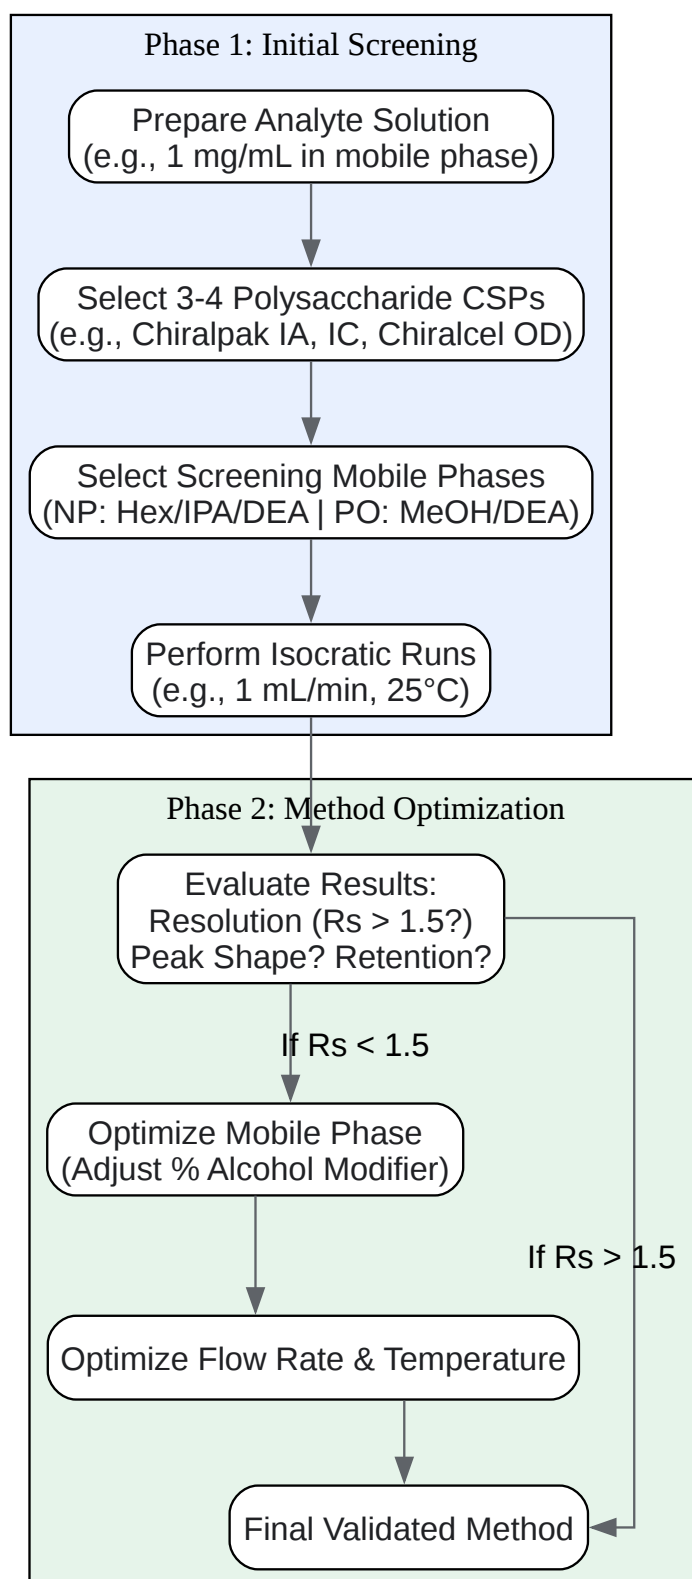 Phase 1: Initial Screening
Prepare Analyte Solution
(e.g., 1 mg/mL in mobile phase)
Select 3-4 Polysaccharide CSPs
(e.g., Chiralpak IA, IC, Chiralcel OD)
Select Screening Mobile Phases
(NP: Hex/IPA/DEA | PO: MeOH/DEA)
Perform Isocratic Runs
(e.g., 1 mL/min, 25°C)
Phase 2: Method Optimization
Evaluate Results:
Resolution (Rs > 1.5?)
Peak Shape? Retention?
If Rs < 1.5
Optimize Mobile Phase
(Adjust % Alcohol Modifier)
If Rs > 1.5
Optimize Flow Rate & Temperature
Final Validated Method